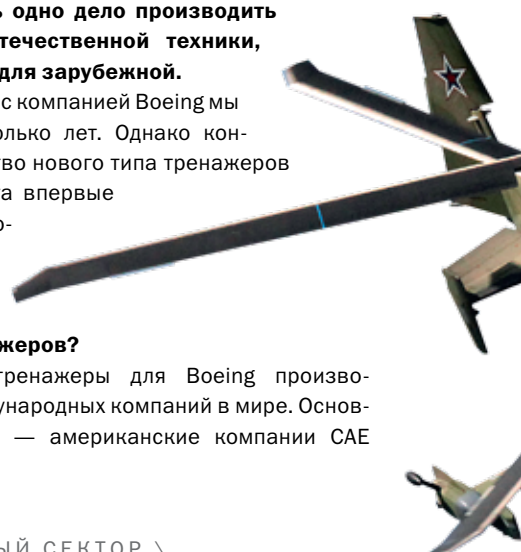 одно дело производить
течественной техники,
для зарубежной.
с компанией Boeing мы
олько лет. Однако кон-
во нового типа тренажеров
а впервые
о-
жеров?
ренажеры для Boeing произво-
ународных компаний в мире. Основ-
— американские компании CAE
ЫЙ СЕКТОР \